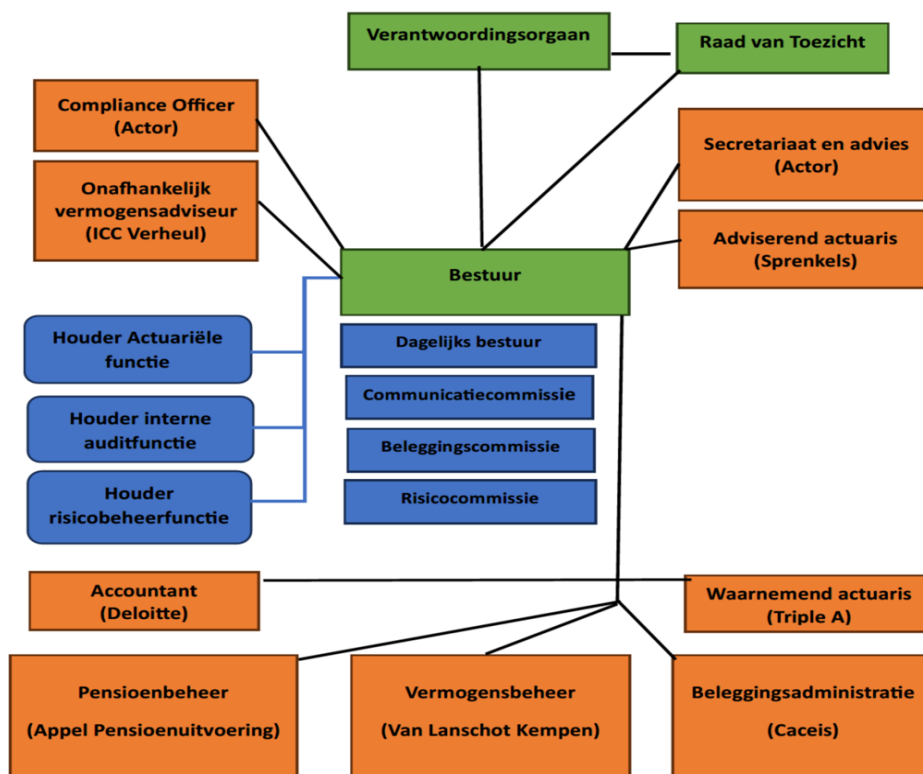 Verantwoordingsorgaan
Raad van Toezicht
Compliance Officer
(Actor)
Secretariaat en advies
(Actor)
Onafhankelijk
vermogensadviseur
(ICC Verheul)
Adviserend actuaris
(Sprenkels)
Bestuur
Houder Actuariële
functie
Dagelijks bestuur
Communicatiecommissie
Houder interne
auditfunctie
Beleggingscommissie
Houder
risicobeheerfunctie
Risicocommissie
Accountant
(Deloitte)
Waarnemend actuaris
(Triple A)
Pensioenbeheer
(Appel Pensioenuitvoering)
Vermogensbeheer
(Van Lanschot Kempen)
Beleggingsadministratie
(Caceis)